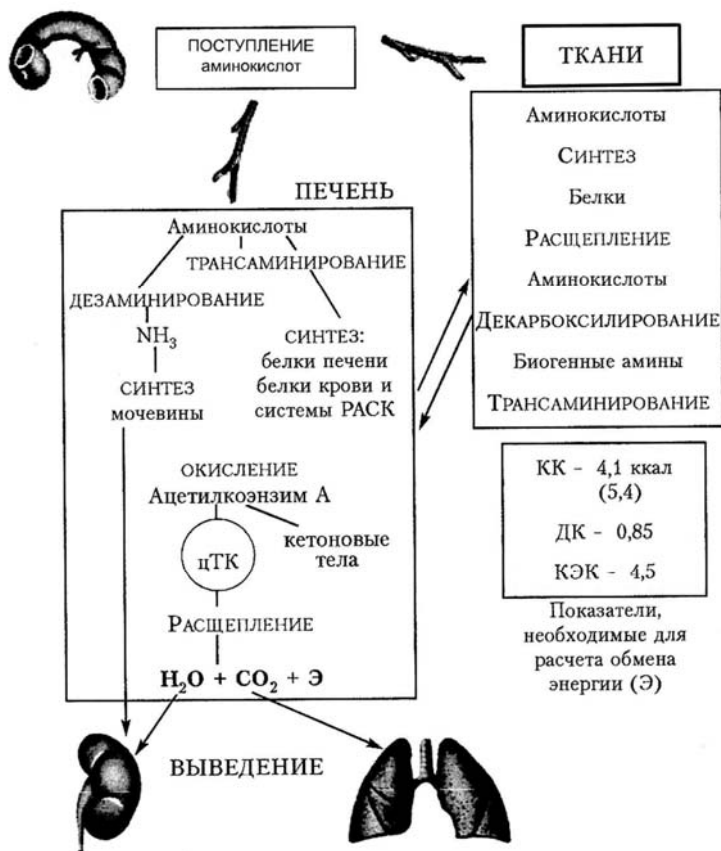 ПОСТУПЛЕНИЕ
аминокислот
ТКАНИ
Аминокислоты
СИНТЕЗ
Белки
РАСЩЕПЛЕНИЕ
Аминокислоты
ДЕКАРБОКСИЛИРОВАНИЕ
Биогенные амины
ТРАНСАМИНИРОВАНИЕ
ПЕЧЕНЬ
Аминокислоты
ТРАНСАМИНИРОВАНИЕ
ДЕЗАМИНИРОВАНИЕ
NH₃
СИНТЕЗ
мочевины
СИНТЕЗ:
белки печени
белки крови и
системы РАСК
ОКИСЛЕНИЕ
Ацетилкоэнзим А
кетоновые
тела
цТК
РАСЩЕПЛЕНИЕ
H₂O + CO₂ + Э
КК – 4,1 ккал
(5,4)
ДК – 0,85
КЭК – 4,5
Показатели,
необходимые для
расчета обмена
энергии (Э)
ВЫВЕДЕНИЕ